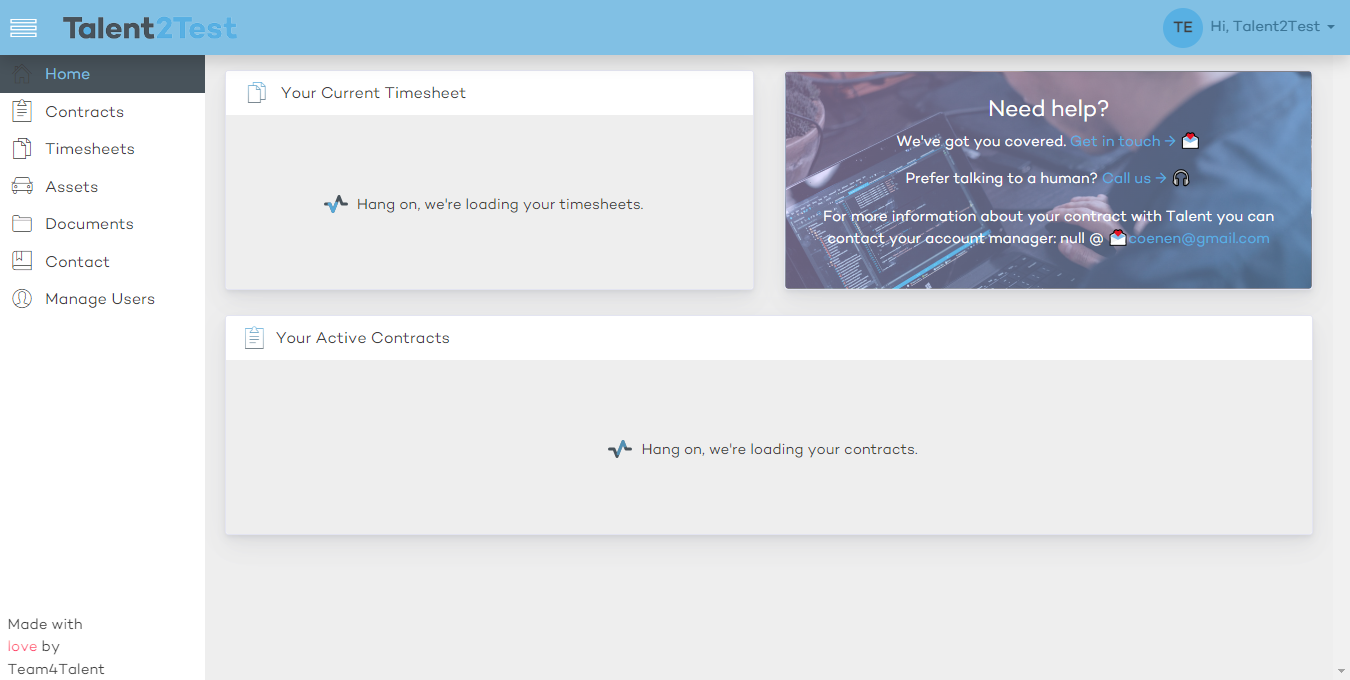 Talent2Test
TE
Hi, Talent2Test
Home
Contracts
Timesheets
Assets
Documents
Contact
Manage Users
Made with
love by
Team4Talent
Your Current Timesheet
Hang on, we're loading your timesheets.
Need help?
We've got you covered. Get in touch →
Prefer talking to a human? Call us →
For more information about your contract with Talent you can
contact your account manager: null @ coenen@gmail.com
Your Active Contracts
Hang on, we're loading your contracts.